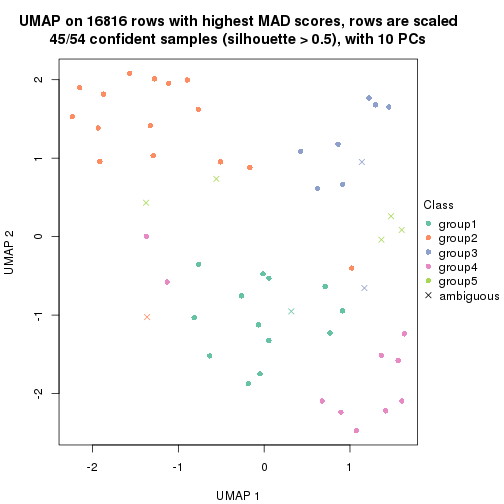 UMAP on 16816 rows with highest MAD scores, rows are scaled
45/54 confident samples (silhouette > 0.5), with 10 PCs
2
1
0
-1
-2
UMAP 2
-2
-1
0
1
UMAP 1
Class
group1
group2
group3
group4
group5
ambiguous